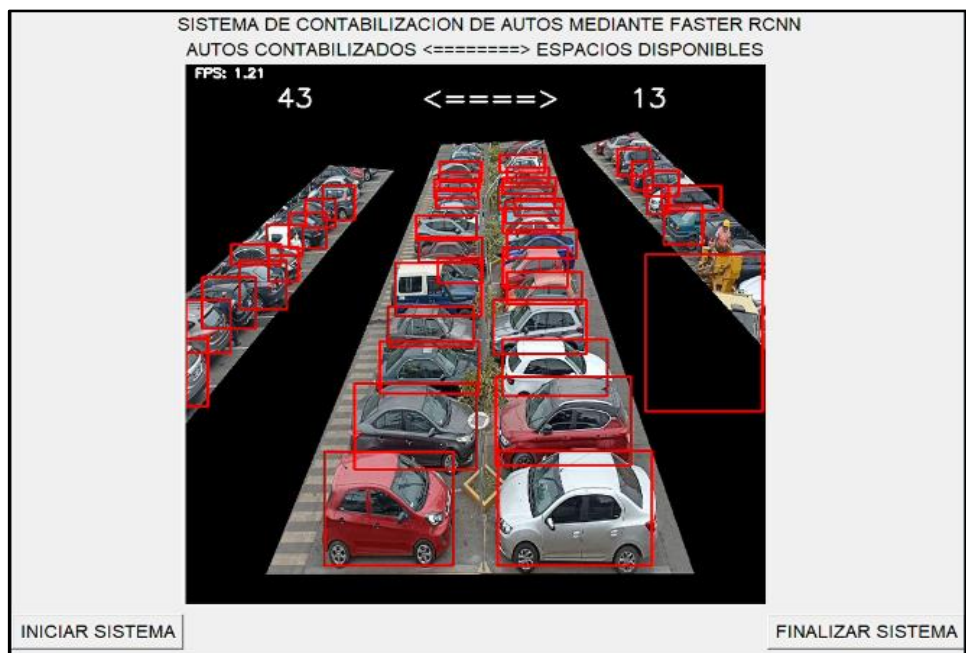 SISTEMA DE CONTABILIZACION DE AUTOS MEDIANTE FASTER RCNN
AUTOS CONTABILIZADOS <========> ESPACIOS DISPONIBLES
FPS: 1.21
43 <====> 13
INICIAR SISTEMA
FINALIZAR SISTEMA